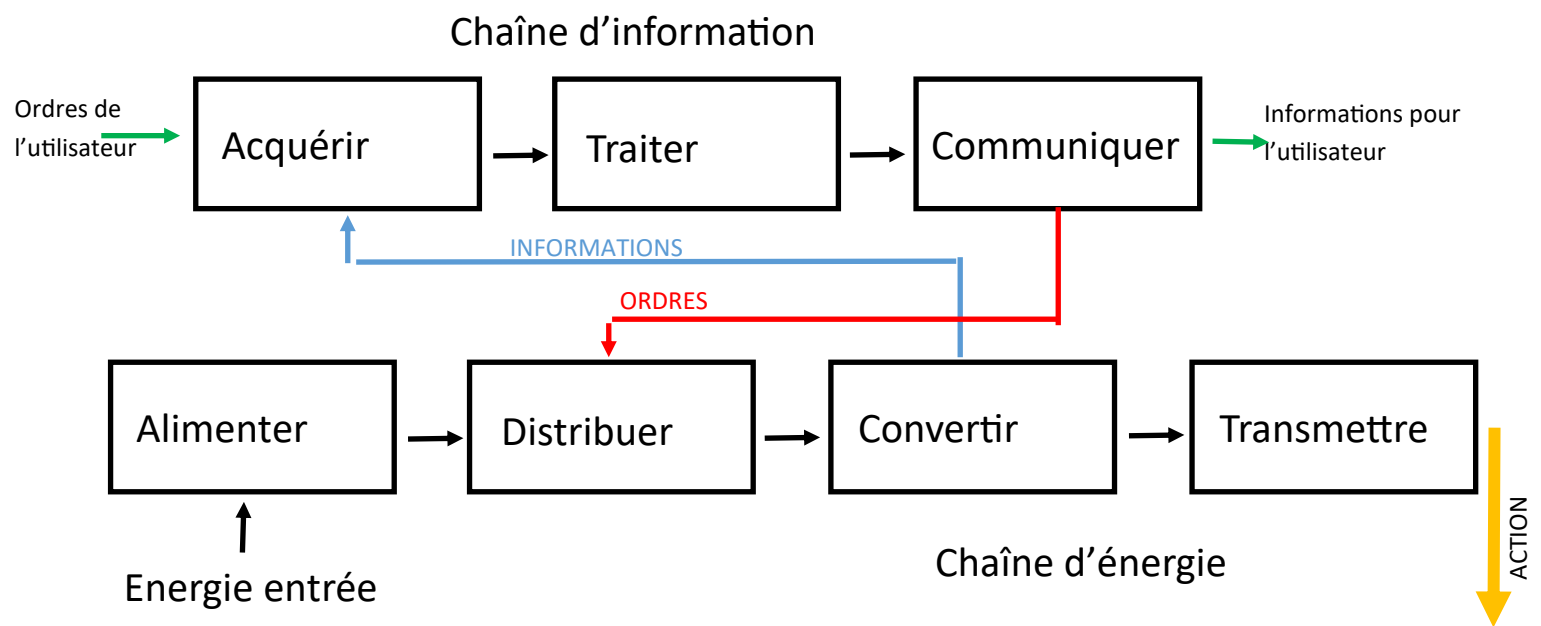 Chaîne d’information
Ordres de
l’utilisateur
Acquérir
Traiter
Communiquer
Informations pour
l’utilisateur
INFORMATIONS
ORDRES
Alimenter
Distribuer
Convertir
Transmettre
ACTION
Chaîne d’énergie
Energie entrée